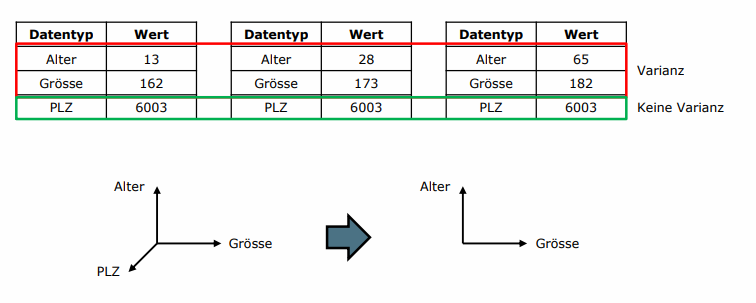 Datentyp Wert Datentyp Wert Datentyp Wert
Alter 13 Alter 28 Alter 65
Varianz
Grösse 162 Grösse 173 Grösse 182
PLZ 6003 PLZ 6003 PLZ 6003 Keine Varianz
Alter Alter
Grösse Grösse
PLZ